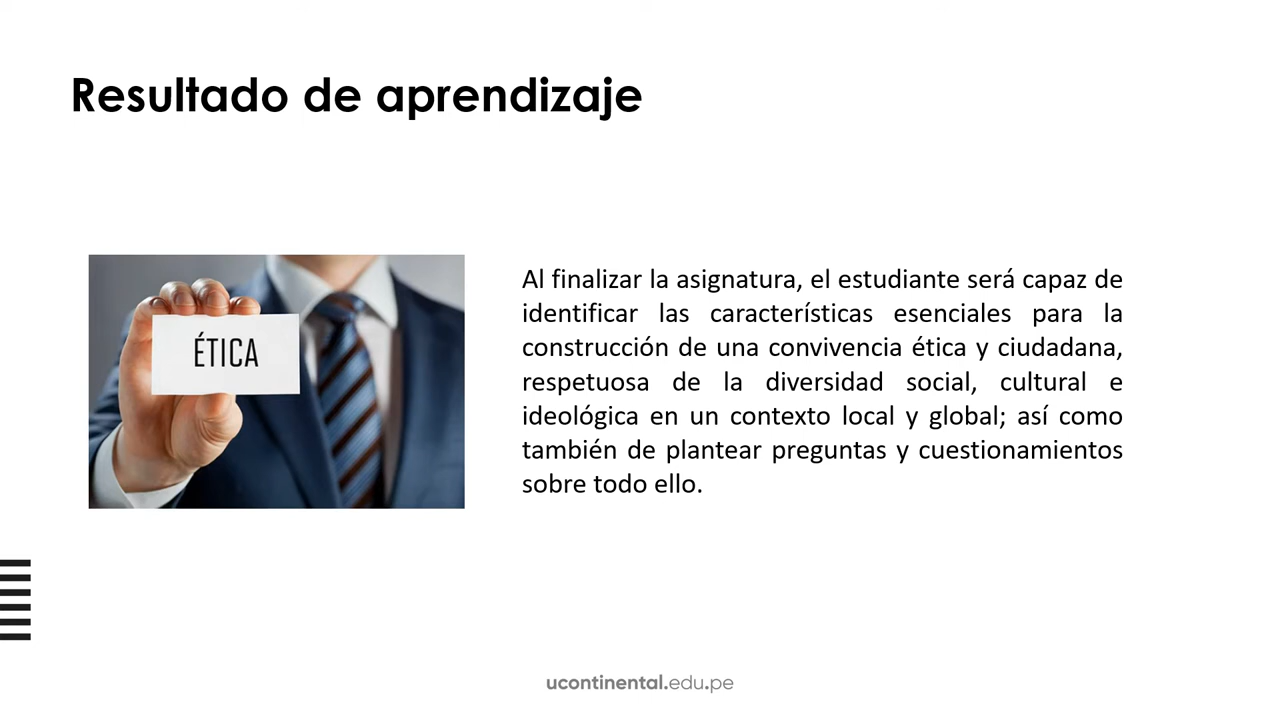 Resultado de aprendizaje
ÉTICA
Al finalizar la asignatura, el estudiante será capaz de
identificar las características esenciales para la
construcción de una convivencia ética y ciudadana,
respetuosa de la diversidad social, cultural e
ideológica en un contexto local y global; así como
también de plantear preguntas y cuestionamientos
sobre todo ello.
ucontinental.edu.pe